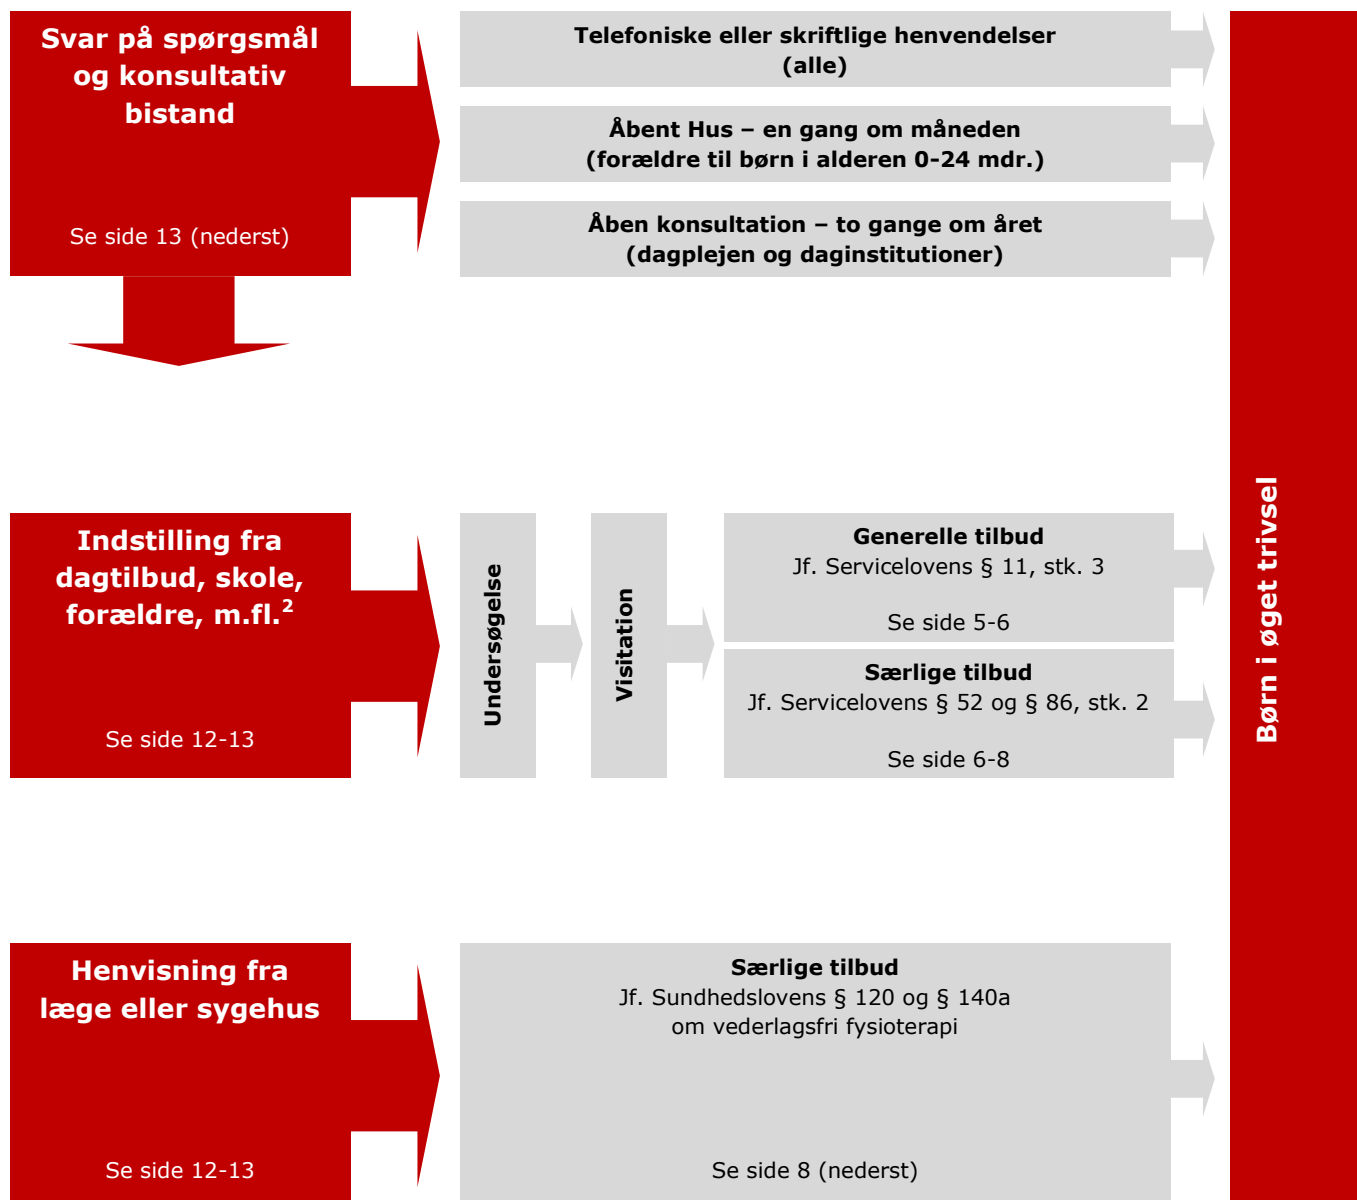 Svar på spørgsmål
og konsultativ
bistand
Se side 13 (nederst)
Telefoniske eller skriftlige henvendelser
(alle)
Åbent Hus – en gang om måneden
(forældre til børn i alderen 0-24 mdr.)
Åben konsultation – to gange om året
(dagplejen og daginstitutioner)
Indstilling fra
dagtilbud, skole,
forældre, m.fl.²
Se side 12-13
Undersøgelse
Visitation
Generelle tilbud
Jf. Servicelovens § 11, stk. 3
Se side 5-6
Særlige tilbud
Jf. Servicelovens § 52 og § 86, stk. 2
Se side 6-8
Henvisning fra
læge eller sygehus
Se side 12-13
Særlige tilbud
Jf. Sundhedslovens § 120 og § 140a
om vederlagsfri fysioterapi
Se side 8 (nederst)
Børn i øget trivsel